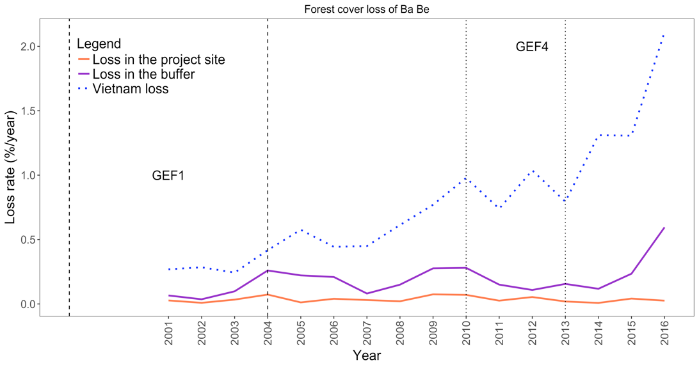 Forest cover loss of Ba Be
Loss rate (%/year)
2.0
1.5
1.0
0.5
0.0
Legend
Loss in the project site
Loss in the buffer
Vietnam loss
GEF1
GEF4
2001
2002
2003
2004
2005
2006
2007
2008
2009
2010
2011
2012
2013
2014
2015
2016
Year